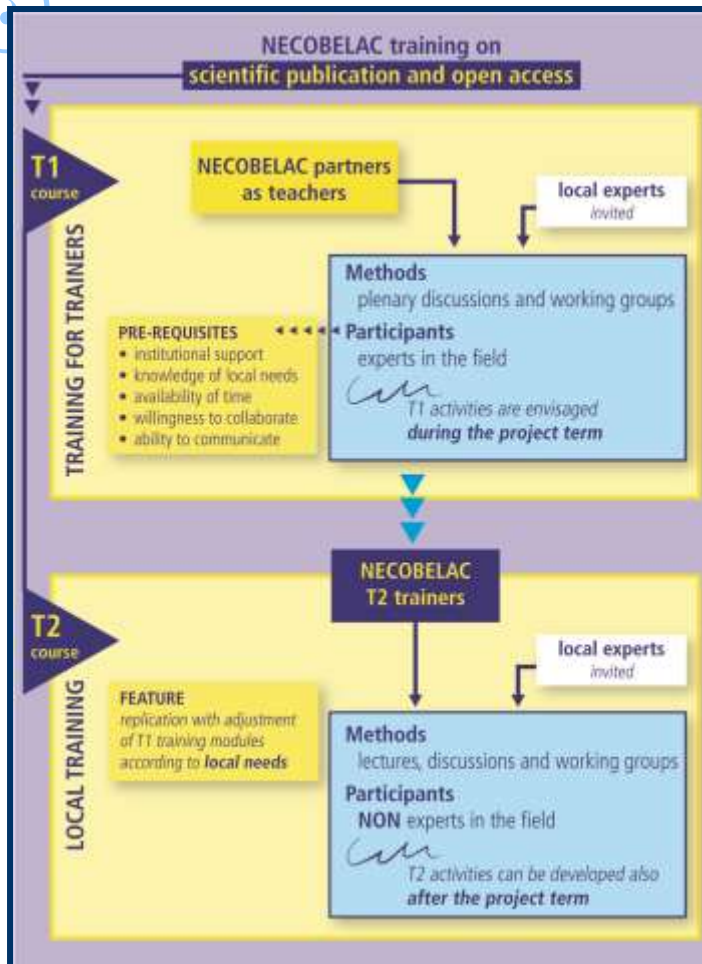 NECOBELAC training on
scientific publication and open access
T1
course
TRAINING FOR TRAINERS
NECOBELAC partners
as teachers
local experts
invited
Methods
plenary discussions and working groups
Participants
experts in the field
T1 activities are envisaged
during the project term
PRE-REQUISITES
• institutional support
• knowledge of local needs
• availability of time
• willingness to collaborate
• ability to communicate
NECOBELAC
T2 trainers
T2
course
LOCAL TRAINING
local experts
invited
FEATURE
replication with adjustment
of T1 training modules
according to local needs
Methods
lectures, discussions and working groups
Participants
NON experts in the field
T2 activities can be developed also
after the project term